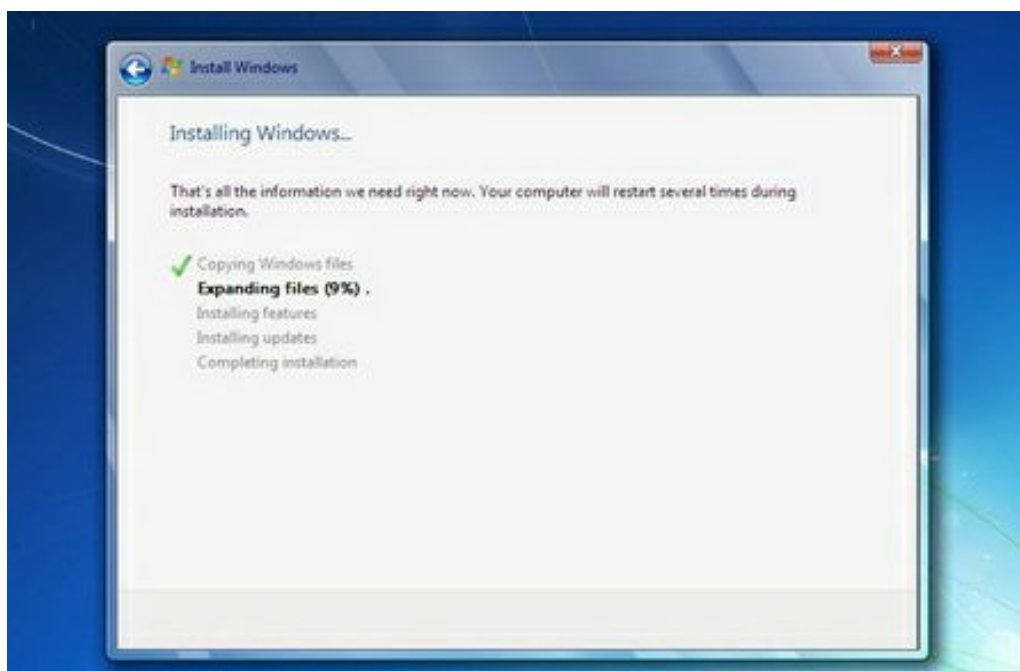 Install Windows
Installing Windows...
That's all the information we need right now. Your computer will restart several times during
installation.
Copying Windows files
Expanding files (9%) .
Installing features
Installing updates
Completing installation